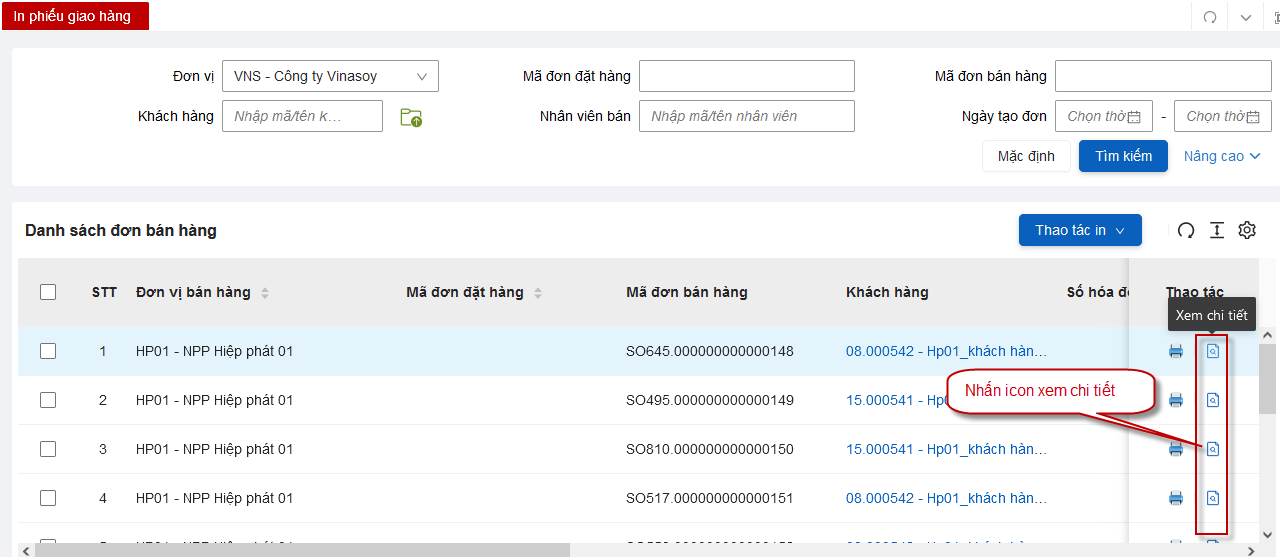 In phiếu giao hàng
Đơn vị VNS - Công ty Vinasoy Mã đơn đặt hàng Mã đơn bán hàng
Khách hàng Nhập mã/tên k... Nhân viên bán Nhập mã/tên nhân viên Ngày tạo đơn Chọn thờ - Chọn thờ
Mặc định Tìm kiếm Nâng cao
Danh sách đơn bán hàng Thao tác in
STT Đơn vị bán hàng Mã đơn đặt hàng Mã đơn bán hàng Khách hàng Số hóa đơ Thao tác
Xem chi tiết
1 HP01 - NPP Hiệp phát 01 SO645.000000000000148 08.000542 - Hp01_khách hàn...
Nhấn icon xem chi tiết
2 HP01 - NPP Hiệp phát 01 SO495.000000000000149 15.000541 - Hp0
3 HP01 - NPP Hiệp phát 01 SO810.000000000000150 15.000541 - Hp01_khách hàn...
4 HP01 - NPP Hiệp phát 01 SO517.000000000000151 08.000542 - Hp01_khách hàn...